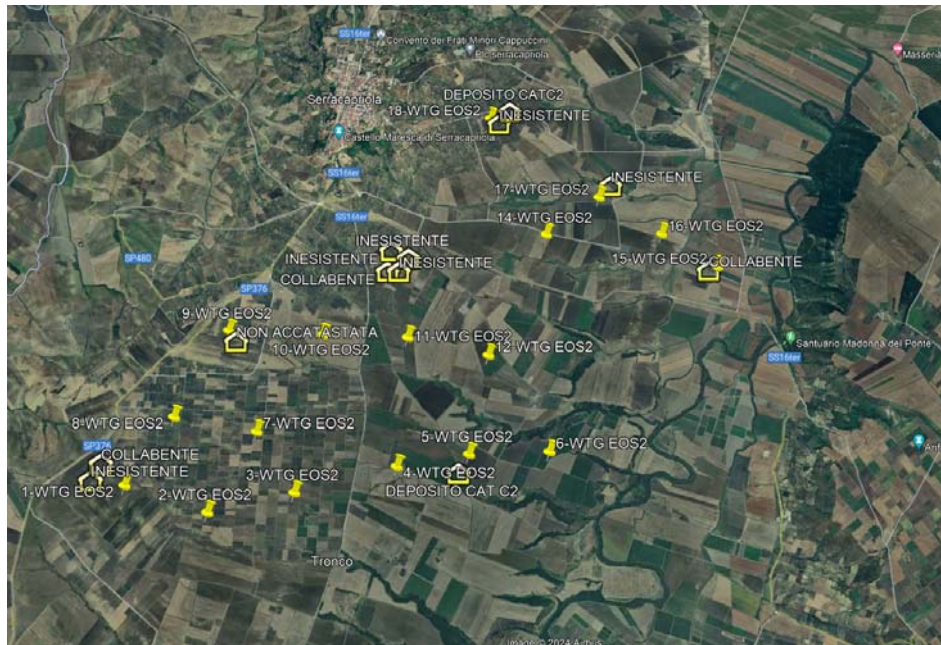 SS16ter
Convento dei Frati Minori Cappuccini
Plc serracapriola
Masseria
Serracapriola
DEPOSITO CATC2
18-WTG EOS2
INESISTENTE
Castello Maresca di Serracapriola
SS16ter
INESISTENTE
17-WTG EOS2
SS16ter
14-WTG EOS2
16-WTG EOS2
INESISTENTE
SP480
INESISTENTE
INESISTENTE
15-WTG EOS2
COLLABENTE
COLLABENTE
SP376
9-WTG EOS2
NON ACCATASTATA
10-WTG EOS2
11-WTG EOS2
12-WTG EOS2
Santuario Madonna del Ponte
SS16ter
8-WTG EOS2
7-WTG EOS2
5-WTG EOS2
6-WTG EOS2
SP376
COLLABENTE
INESISTENTE
1-WTG EOS2
2-WTG EOS2
3-WTG EOS2
4-WTG EOS2
DEPOSITO CAT C2
Tronco
Image © 2024 Airbus